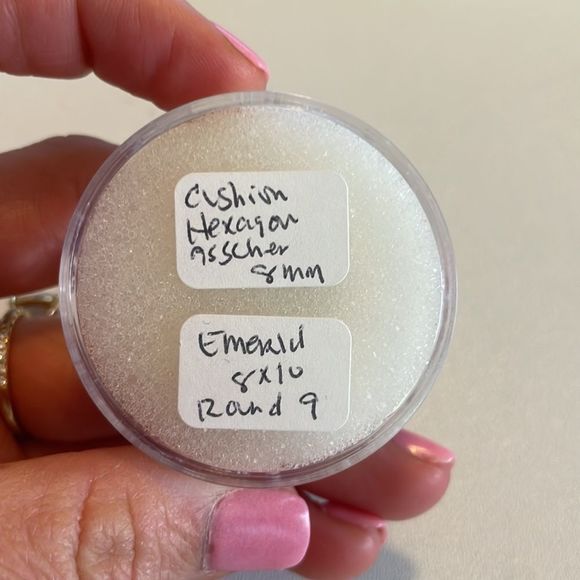 Cushion
Hexagon
Asscher
8mm
Emerald
8x10
Round 9